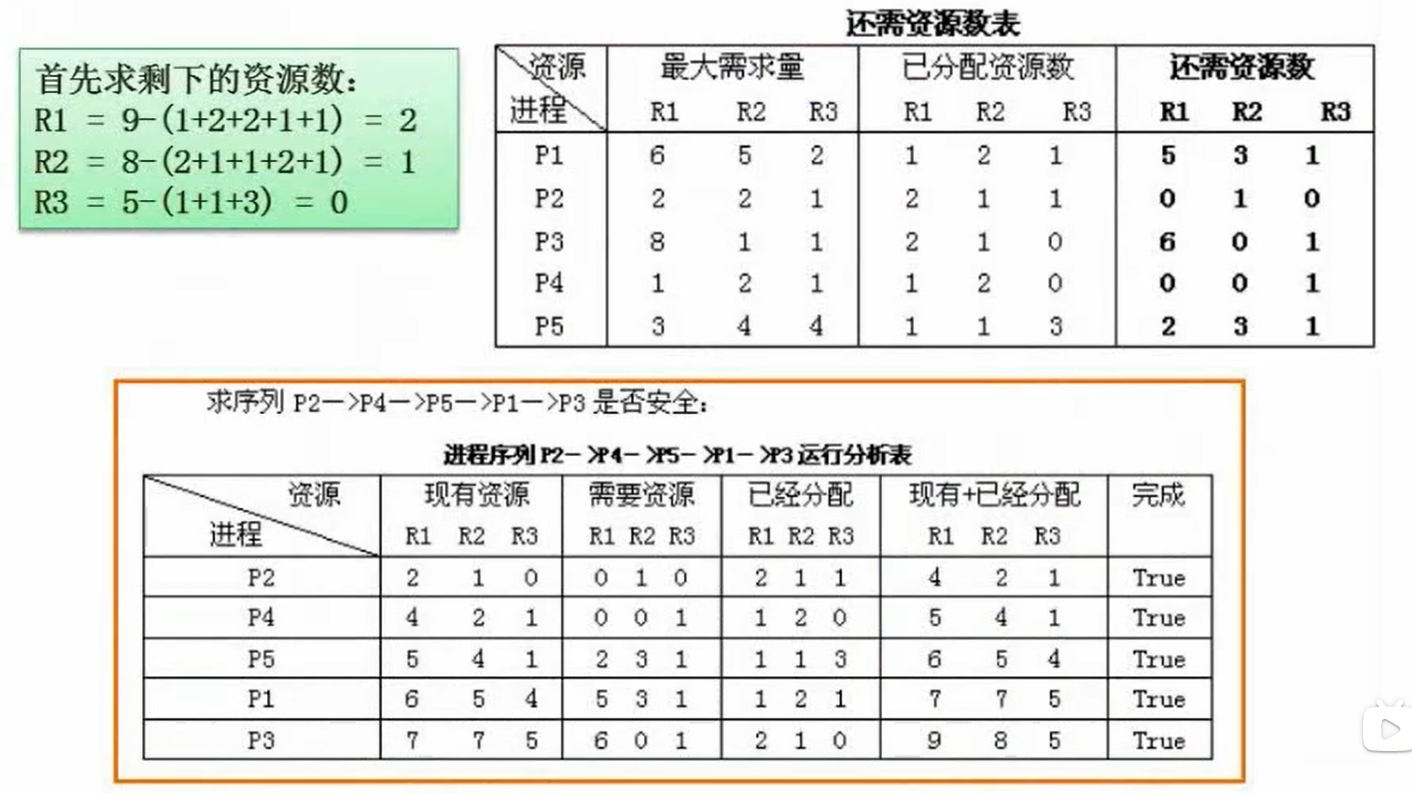 首先求剩下的资源数：
R1 = 9-(1+2+2+1+1) = 2
R2 = 8-(2+1+1+2+1) = 1
R3 = 5-(1+1+3) = 0
还需资源数表
资源 最大需求量 已分配资源数 还需资源数
进程 R1 R2 R3 R1 R2 R3 R1 R2 R3
P1 6 5 2 1 2 1 5 3 1
P2 2 2 1 2 1 1 0 1 0
P3 8 1 1 2 1 0 6 0 1
P4 1 2 1 1 2 0 0 0 1
P5 3 4 4 1 1 3 2 3 1
求序列 P2—>P4—>P5—>P1—>P3 是否安全：
进程序列 P2—>P4—>P5—>P1—>P3 运行分析表
资源 现有资源 需要资源 已经分配 现有+已经分配 完成
进程 R1 R2 R3 R1 R2 R3 R1 R2 R3 R1 R2 R3
P2 2 1 0 0 1 0 2 1 1 4 2 1 True
P4 4 2 1 0 0 1 1 2 0 5 4 1 True
P5 5 4 1 2 3 1 1 1 3 6 5 4 True
P1 6 5 4 5 3 1 1 2 1 7 7 5 True
P3 7 7 5 6 0 1 2 1 0 9 8 5 True